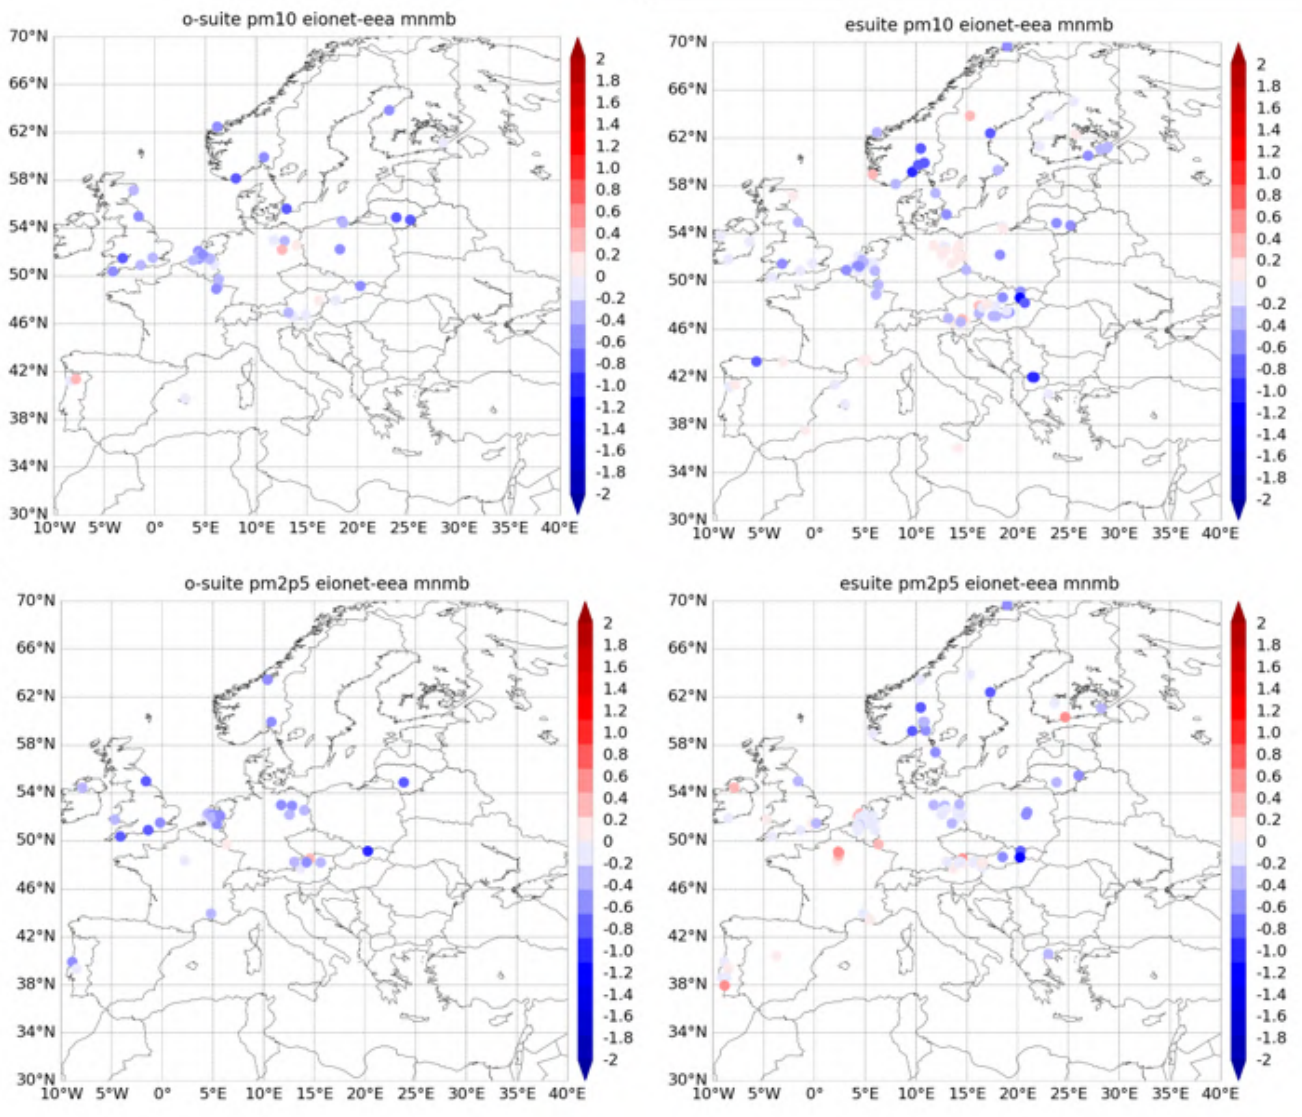 o-suite pm10 eionet-eea mnmb
70°N
66°N
62°N
58°N
54°N
50°N
46°N
42°N
38°N
34°N
30°N
10°W 5°W 0° 5°E 10°E 15°E 20°E 25°E 30°E 35°E 40°E
2
1.8
1.6
1.4
1.2
1.0
0.8
0.6
0.4
0.2
0
-0.2
-0.4
-0.6
-0.8
-1.0
-1.2
-1.4
-1.6
-1.8
-2
esuite pm10 eionet-eea mnmb
70°N
66°N
62°N
58°N
54°N
50°N
46°N
42°N
38°N
34°N
30°N
10°W 5°W 0° 5°E 10°E 15°E 20°E 25°E 30°E 35°E 40°E
2
1.8
1.6
1.4
1.2
1.0
0.8
0.6
0.4
0.2
0
-0.2
-0.4
-0.6
-0.8
-1.0
-1.2
-1.4
-1.6
-1.8
-2
o-suite pm2p5 eionet-eea mnmb
70°N
66°N
62°N
58°N
54°N
50°N
46°N
42°N
38°N
34°N
30°N
10°W 5°W 0° 5°E 10°E 15°E 20°E 25°E 30°E 35°E 40°E
2
1.8
1.6
1.4
1.2
1.0
0.8
0.6
0.4
0.2
0
-0.2
-0.4
-0.6
-0.8
-1.0
-1.2
-1.4
-1.6
-1.8
-2
esuite pm2p5 eionet-eea mnmb
70°N
66°N
62°N
58°N
54°N
50°N
46°N
42°N
38°N
34°N
30°N
10°W 5°W 0° 5°E 10°E 15°E 20°E 25°E 30°E 35°E 40°E
2
1.8
1.6
1.4
1.2
1.0
0.8
0.6
0.4
0.2
0
-0.2
-0.4
-0.6
-0.8
-1.0
-1.2
-1.4
-1.6
-1.8
-2